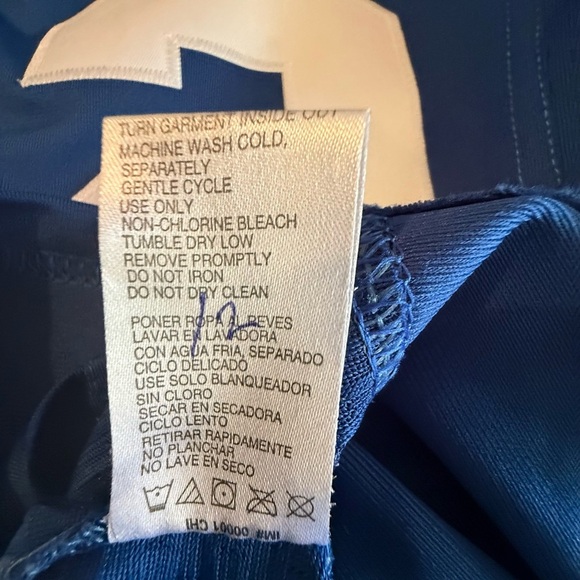 TURN GARMENT INSIDE OUT
MACHINE WASH COLD,
SEPARATELY
GENTLE CYCLE
USE ONLY
NON-CHLORINE BLEACH
TUMBLE DRY LOW
REMOVE PROMPTLY
DO NOT IRON
DO NOT DRY CLEAN
12
PONER ROPA AL REVES
LAVAR EN LAVADORA
CON AGUA FRIA, SEPARADO
CICLO DELICADO
USE SOLO BLANQUEADOR
SIN CLORO
SECAR EN SECADORA
CICLO LENTO
RETIRAR RAPIDAMENTE
NO PLANCHAR
NO LAVE EN SECO
IM# 00001 CHI